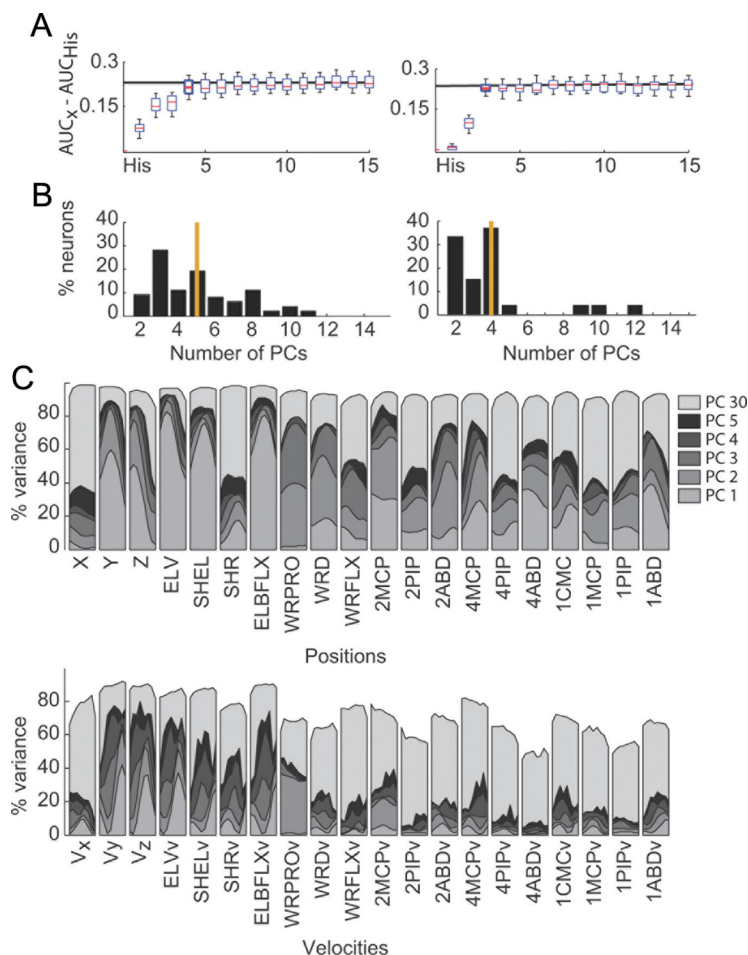 A
AUCX - AUCHis
0.3
0.15
His
5
10
15
0.3
0.15
His
5
10
15
B
% neurons
40
30
20
10
0
2 4 6 8 10 12 14
Number of PCs
40
30
20
10
0
2 4 6 8 10 12 14
Number of PCs
C
% variance
80
60
40
20
0
PC 30
PC 5
PC 4
PC 3
PC 2
PC 1
X
Y
Z
ELV
SHEL
SHR
ELBFLX
WRPRO
WRD
WRFLX
2MCP
2PIP
2ABD
4MCP
4PIP
4ABD
1CMC
1MCP
1PIP
1ABD
Positions
% variance
80
60
40
20
0
Vx
Vy
Vz
ELVv
SHELv
SHRv
ELBFLXv
WRPROv
WRDv
WRFLXv
2MCPv
2PIPv
2ABDv
4MCPv
4PIPv
4ABDv
1CMCv
1MCPv
1PIPv
1ABDv
Velocities